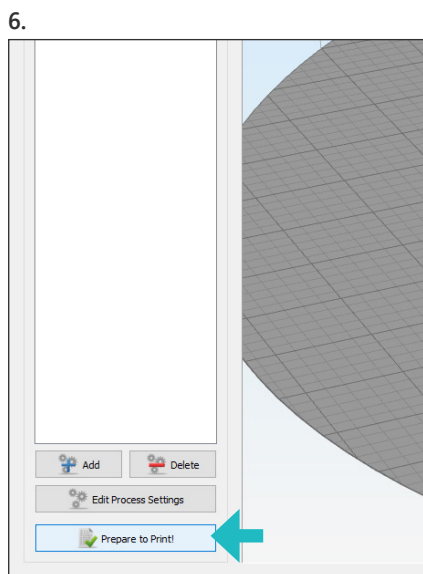 6.
Add
Delete
Edit Process Settings
Prepare to Print!